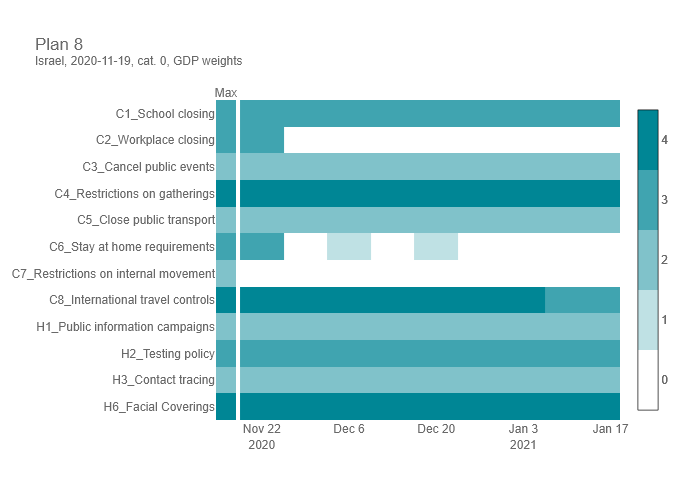 Plan 8
Israel, 2020-11-19, cat. 0, GDP weights
Max
C1_School closing
C2_Workplace closing
C3_Cancel public events
C4_Restrictions on gatherings
C5_Close public transport
C6_Stay at home requirements
C7_Restrictions on internal movement
C8_International travel controls
H1_Public information campaigns
H2_Testing policy
H3_Contact tracing
H6_Facial Coverings
Nov 22 Dec 6 Dec 20 Jan 3 Jan 17
2020 2021
4
3
2
1
0